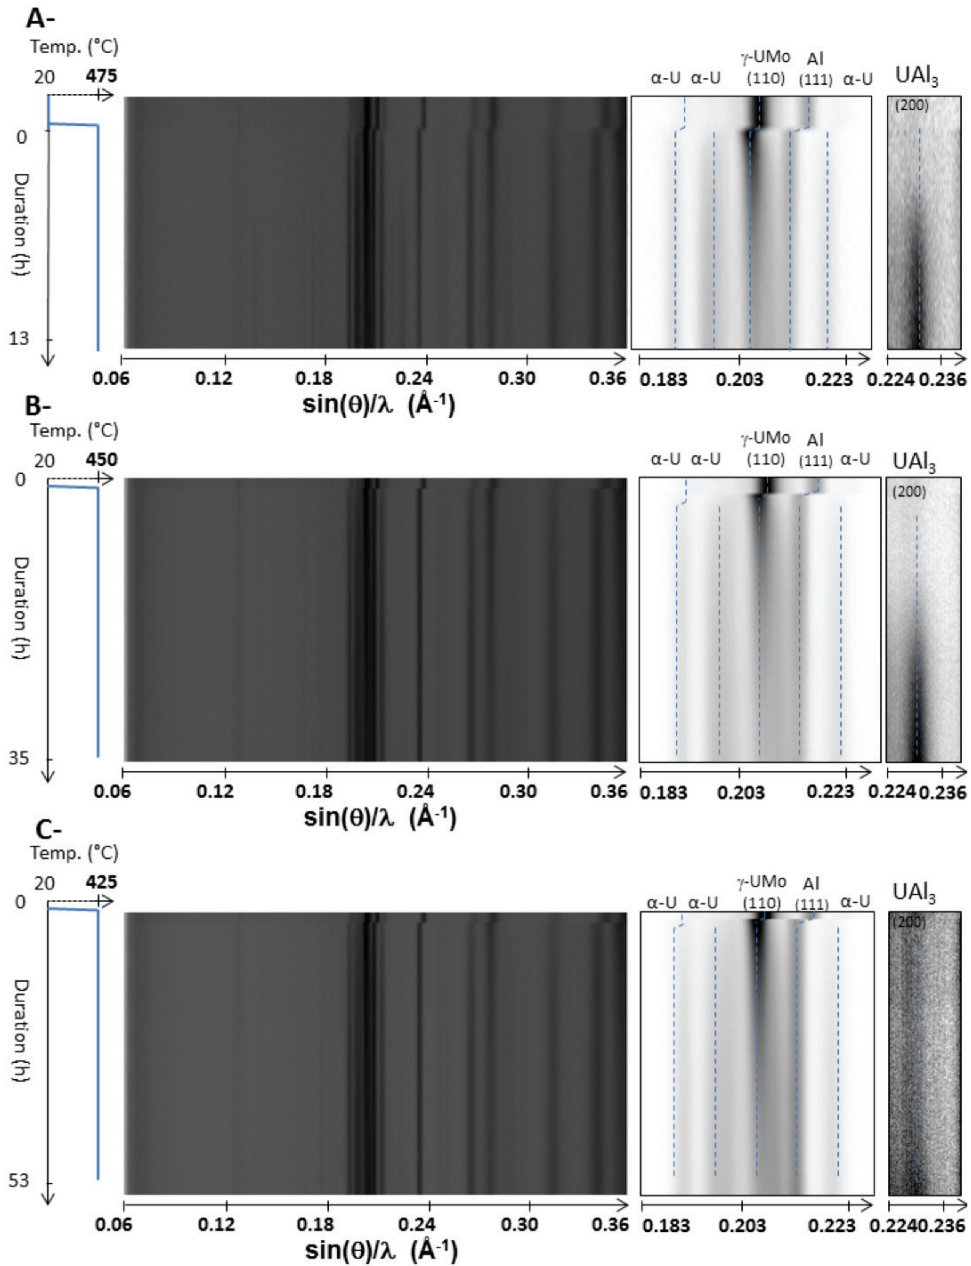 A-
Temp. (°C)
20 475
γ-UMo Al
α-U α-U (110) (111) α-U
UAl3
(200)
0
Duration (h)
13
0.06 0.12 0.18 0.24 0.30 0.36
sin(θ)/λ (Å-1)
0.183 0.203 0.223
0.224 0.236
B-
Temp. (°C)
20 450
γ-UMo Al
α-U α-U (110) (111) α-U
UAl3
(200)
0
Duration (h)
35
0.06 0.12 0.18 0.24 0.30 0.36
sin(θ)/λ (Å-1)
0.183 0.203 0.223
0.224 0.236
C-
Temp. (°C)
20 425
γ-UMo Al
α-U α-U (110) (111) α-U
UAl3
(200)
0
Duration (h)
53
0.06 0.12 0.18 0.24 0.30 0.36
sin(θ)/λ (Å-1)
0.183 0.203 0.223
0.224 0.236